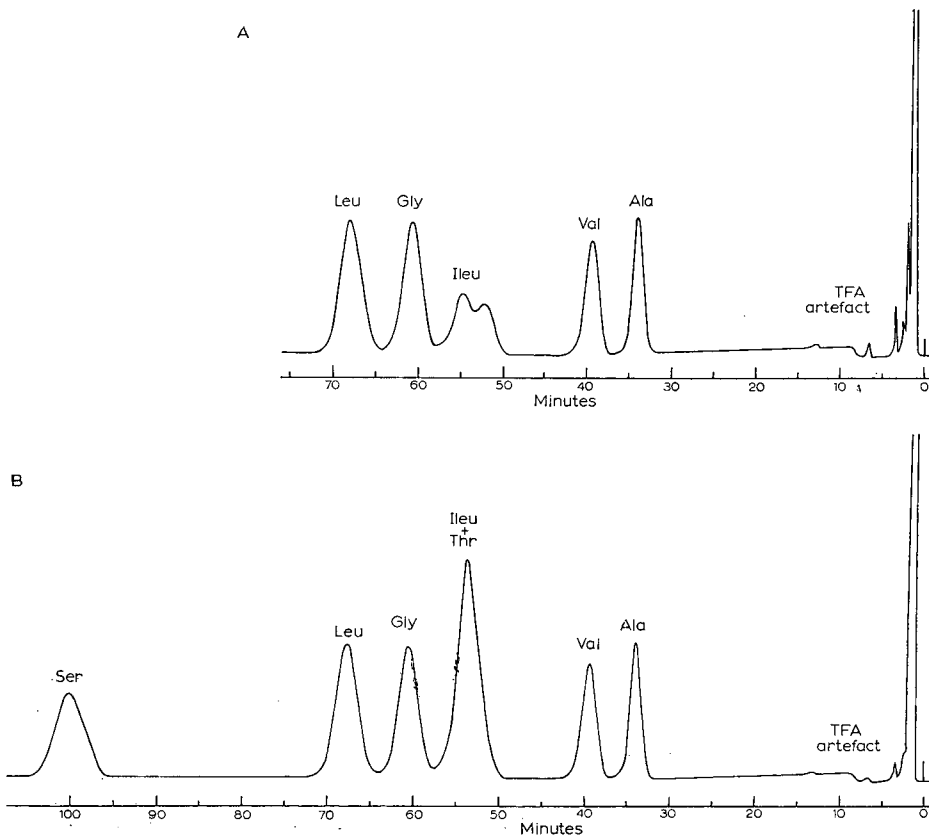 A
Leu
Gly
Ileu
Val
Ala
TFA
artefact
70
60
50
40
30
20
10
0
Minutes
B
Ser
Leu
Gly
Ileu
+
Thr
Val
Ala
TFA
artefact
100
90
80
70
60
50
40
30
20
10
0
Minutes